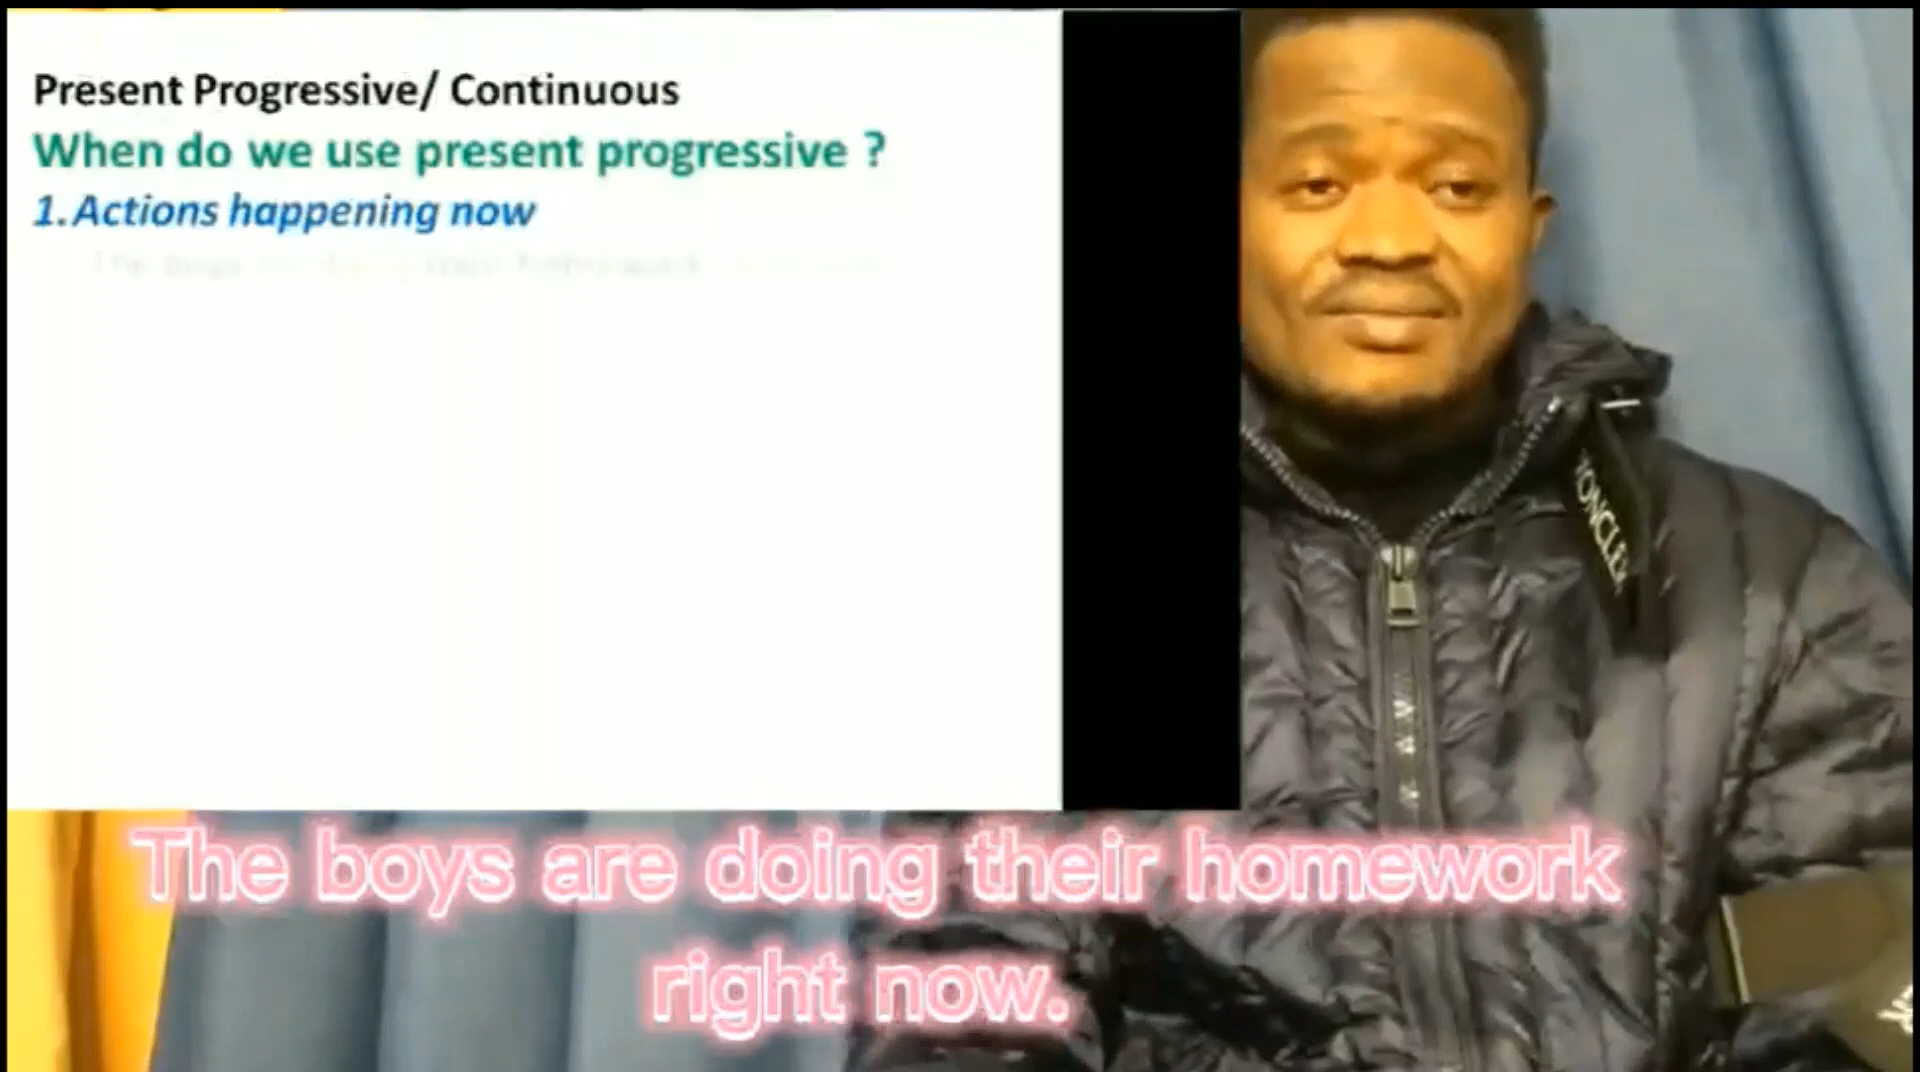 Present Progressive/ Continuous
When do we use present progressive ?
1. Actions happening now
The boys are doing their homework
right now.